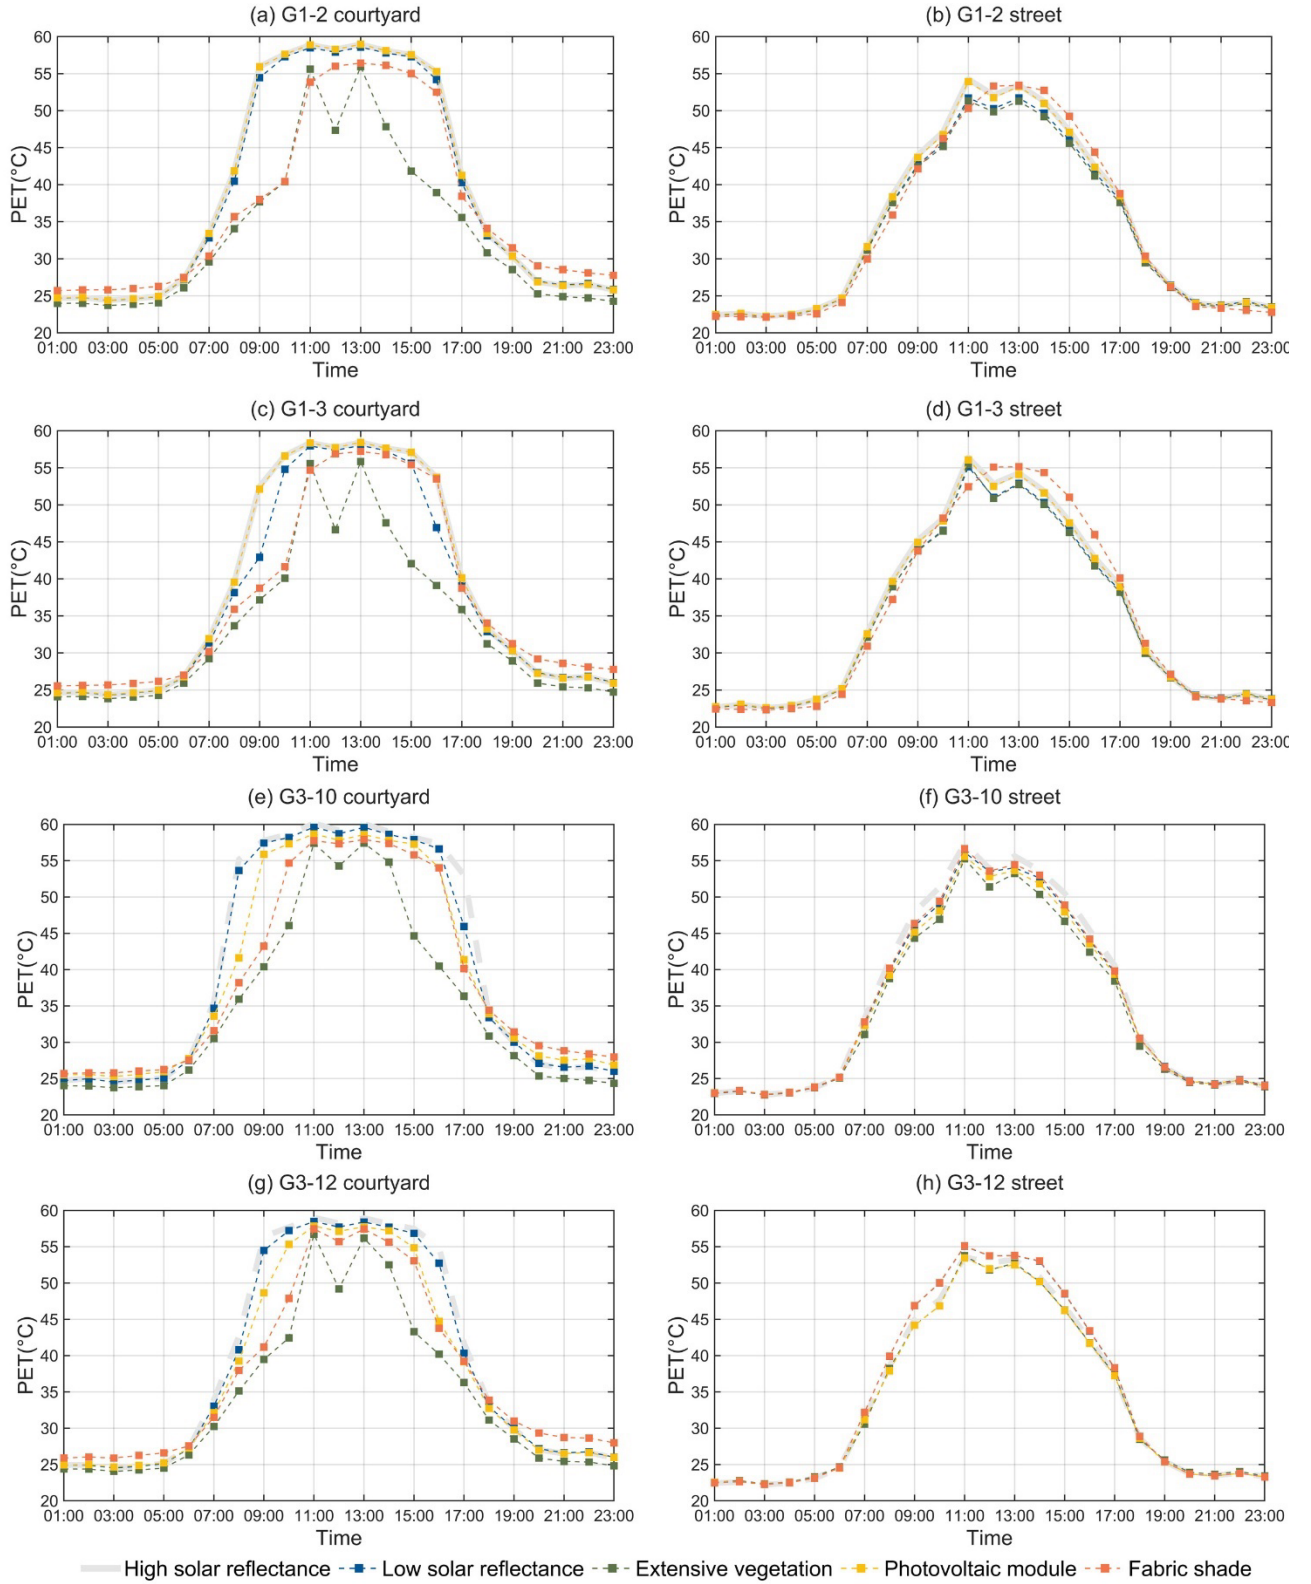 (a) G1-2 courtyard
60
55
50
45
40
35
30
25
20
PET(°C)
01:00 03:00 05:00 07:00 09:00 11:00 13:00 15:00 17:00 19:00 21:00 23:00
Time
(b) G1-2 street
60
55
50
45
40
35
30
25
20
PET(°C)
01:00 03:00 05:00 07:00 09:00 11:00 13:00 15:00 17:00 19:00 21:00 23:00
Time
(c) G1-3 courtyard
60
55
50
45
40
35
30
25
20
PET(°C)
01:00 03:00 05:00 07:00 09:00 11:00 13:00 15:00 17:00 19:00 21:00 23:00
Time
(d) G1-3 street
60
55
50
45
40
35
30
25
20
PET(°C)
01:00 03:00 05:00 07:00 09:00 11:00 13:00 15:00 17:00 19:00 21:00 23:00
Time
(e) G3-10 courtyard
60
55
50
45
40
35
30
25
20
PET(°C)
01:00 03:00 05:00 07:00 09:00 11:00 13:00 15:00 17:00 19:00 21:00 23:00
Time
(f) G3-10 street
60
55
50
45
40
35
30
25
20
PET(°C)
01:00 03:00 05:00 07:00 09:00 11:00 13:00 15:00 17:00 19:00 21:00 23:00
Time
(g) G3-12 courtyard
60
55
50
45
40
35
30
25
20
PET(°C)
01:00 03:00 05:00 07:00 09:00 11:00 13:00 15:00 17:00 19:00 21:00 23:00
Time
(h) G3-12 street
60
55
50
45
40
35
30
25
20
PET(°C)
01:00 03:00 05:00 07:00 09:00 11:00 13:00 15:00 17:00 19:00 21:00 23:00
Time
High solar reflectance Low solar reflectance Extensive vegetation Photovoltaic module Fabric shade